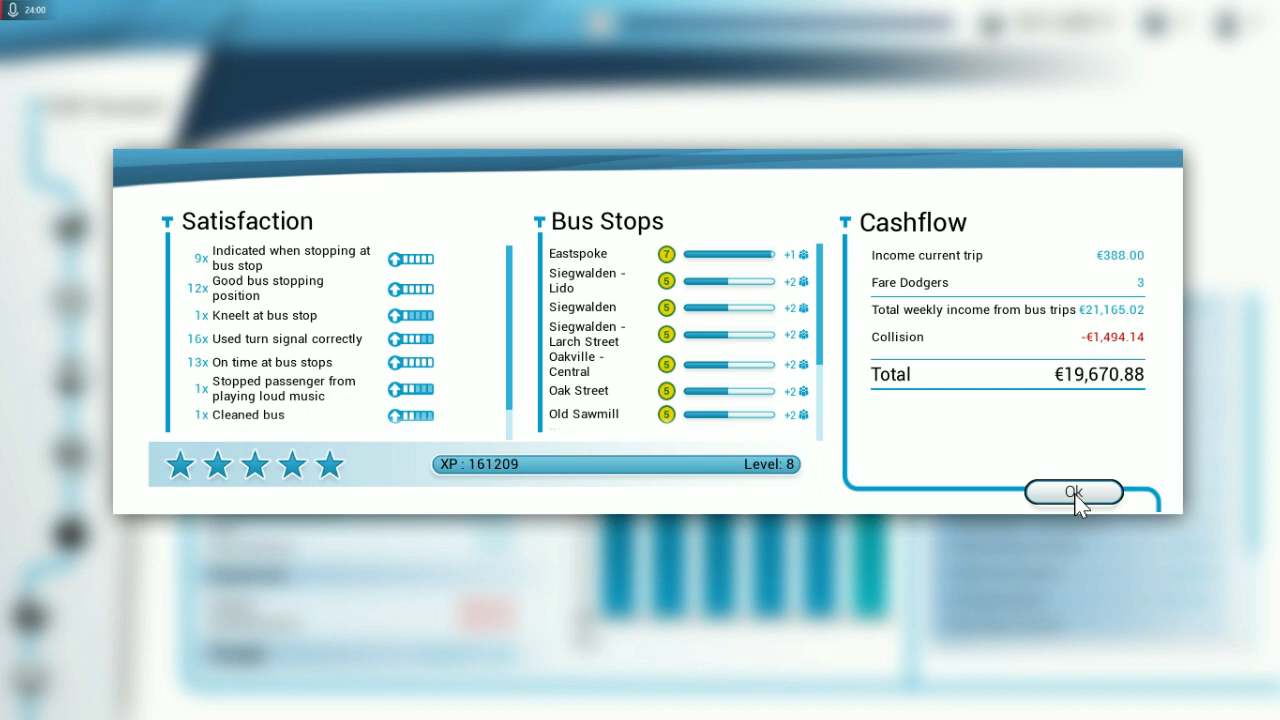 24:00
Satisfaction
9x Indicated when stopping at
bus stop
12x Good bus stopping
position
1x Kneelt at bus stop
16x Used turn signal correctly
13x On time at bus stops
1x Stopped passenger from
playing loud music
1x Cleaned bus
Bus Stops
Eastspoke 7 +1
Siegwalden -
Lido 5 +2
Siegwalden 5 +2
Siegwalden -
Larch Street 5 +2
Oakville -
Central 5 +2
Oak Street 5 +2
Old Sawmill 5 +2
Cashflow
Income current trip €388.00
Fare Dodgers 3
Total weekly income from bus trips €21,165.02
Collision -€1,494.14
Total €19,670.88
XP : 161209 Level: 8
Ok